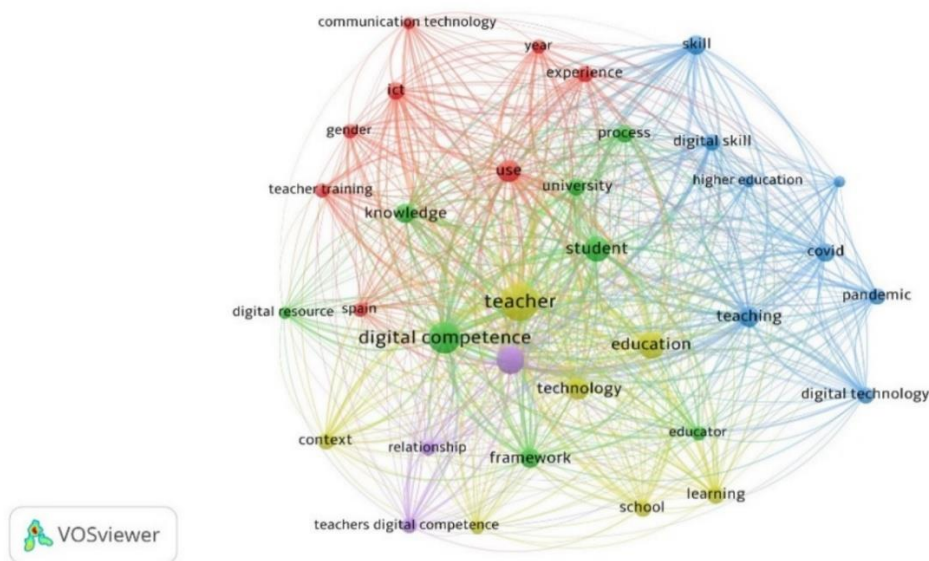 communication technology
year
skill
experience
ict
gender
process
digital skill
use
higher education
university
teacher training
knowledge
student
covid
teacher
pandemic
digital resource
spain
teaching
digital competence
education
technology
digital technology
educator
context
relationship
framework
learning
school
teachers digital competence
VOSviewer